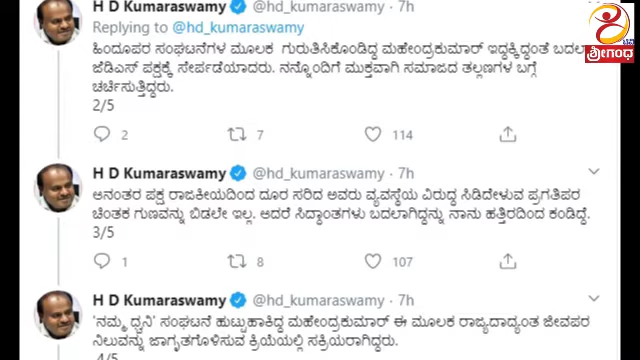 H D Kumaraswamy @hd_kumaraswamy · 7h
Replying to @hd_kumaraswamy
ಹಿಂದೂಪರ ಸಂಘಟನೆಗಳ ಮೂಲಕ ಗುರುತಿಸಿಕೊಂಡಿದ್ದ ಮಹೇಂದ್ರಕುಮಾರ್ ಇದ್ದಕ್ಕಿದ್ದಂತೆ ಬದಲಾ
ಜೆಡಿಎಸ್ ಪಕ್ಷಕ್ಕೆ ಸೇರ್ಪಡೆಯಾದರು. ನನ್ನೊಂದಿಗೆ ಮುಕ್ತವಾಗಿ ಸಮಾಜದ ತಲ್ಲಣಗಳ ಬಗ್ಗೆ
ಚರ್ಚಿಸುತ್ತಿದ್ದರು.
2/5
2 7 114
H D Kumaraswamy @hd_kumaraswamy · 7h
ಅನಂತರ ಪಕ್ಷ ರಾಜಕೀಯದಿಂದ ದೂರ ಸರಿದ ಅವರು ವ್ಯವಸ್ಥೆಯ ವಿರುದ್ಧ ಸಿಡಿದೇಳುವ ಪ್ರಗತಿಪರ
ಚಿಂತಕ ಗುಣವನ್ನು ಬಿಡಲೇ ಇಲ್ಲ. ಆದರೆ ಸಿದ್ಧಾಂತಗಳು ಬದಲಾಗಿದ್ದನ್ನು ನಾನು ಹತ್ತಿರದಿಂದ ಕಂಡಿದ್ದೆ.
3/5
1 8 107
H D Kumaraswamy @hd_kumaraswamy · 7h
'ನಮ್ಮ ಧ್ವನಿ' ಸಂಘಟನೆ ಹುಟ್ಟುಹಾಕಿದ್ದ ಮಹೇಂದ್ರಕುಮಾರ್ ಈ ಮೂಲಕ ರಾಜ್ಯದಾದ್ಯಂತ ಜೀವಪರ
ನಿಲುವನ್ನು ಜಾಗೃತಗೊಳಿಸುವ ಕ್ರಿಯೆಯಲ್ಲಿ ಸಕ್ರಿಯರಾಗಿದ್ದರು.
4/5
ಶ್ರೀಗಂಧ